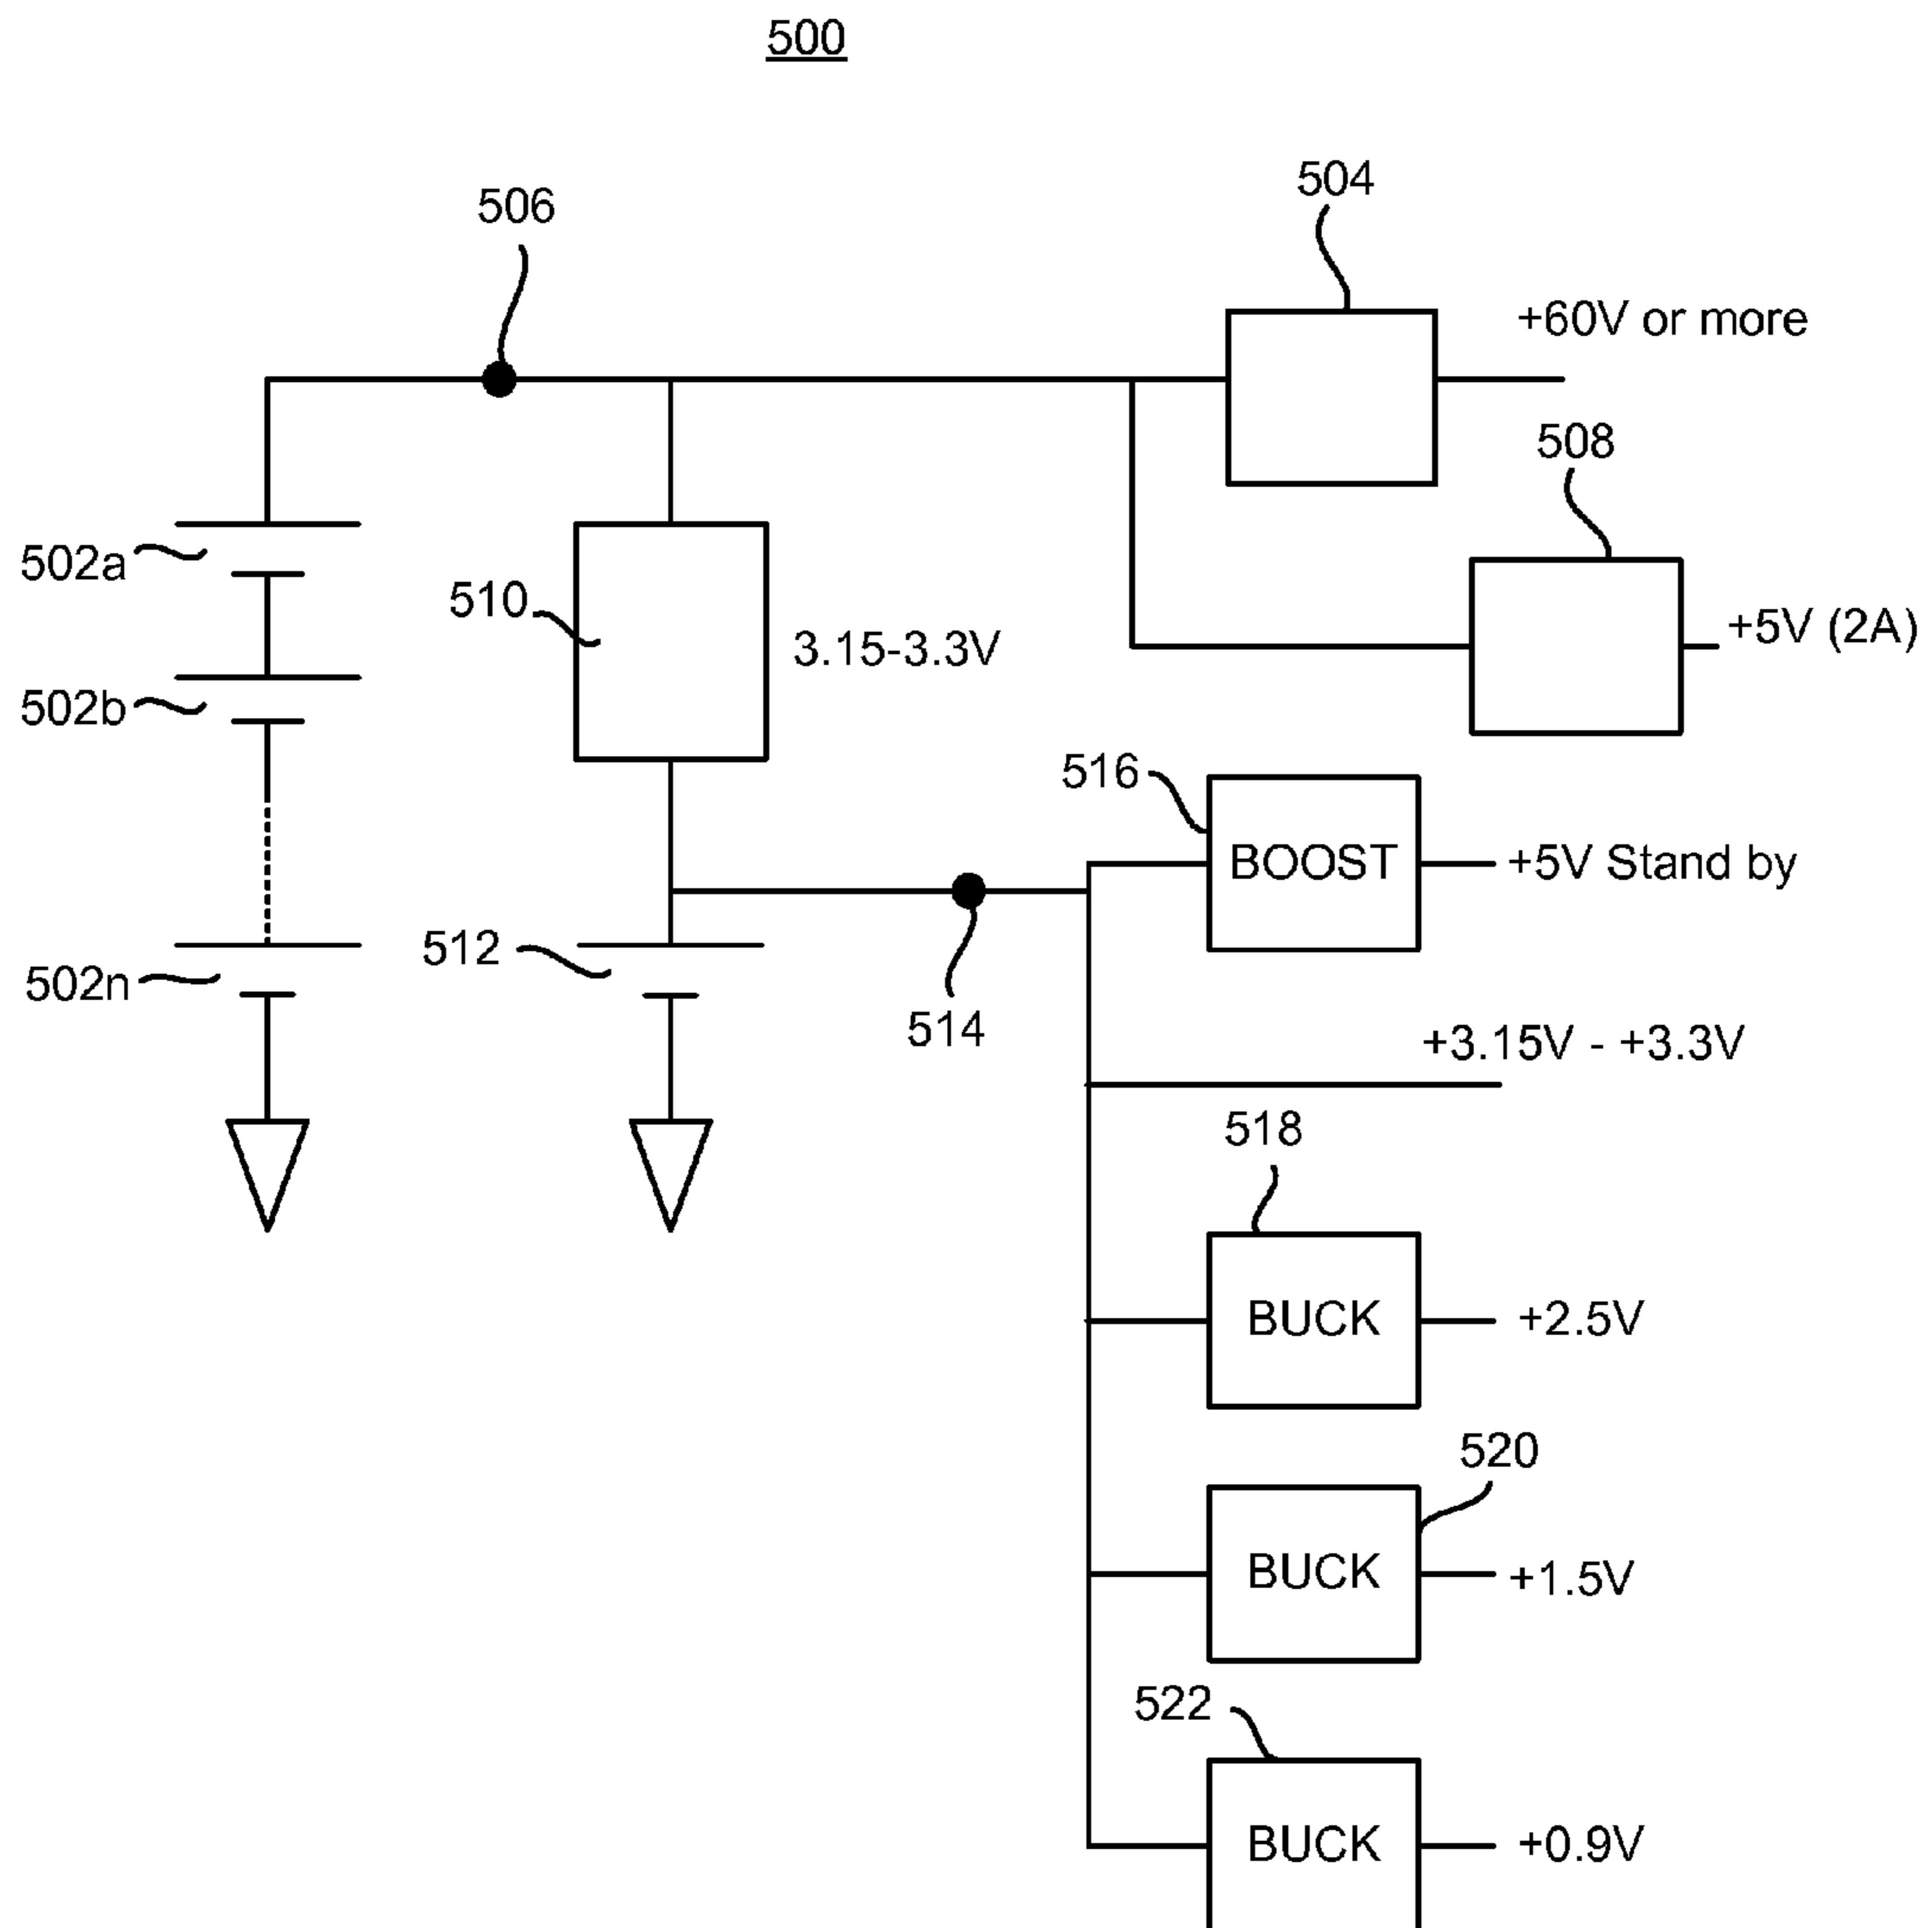 500
504
506
+60V or more
508
502a
510
+5V (2A)
3.15-3.3V
502b
516
BOOST
+5V Stand by
512
502n
514
+3.15V - +3.3V
518
BUCK
+2.5V
520
BUCK
+1.5V
522
BUCK
+0.9V